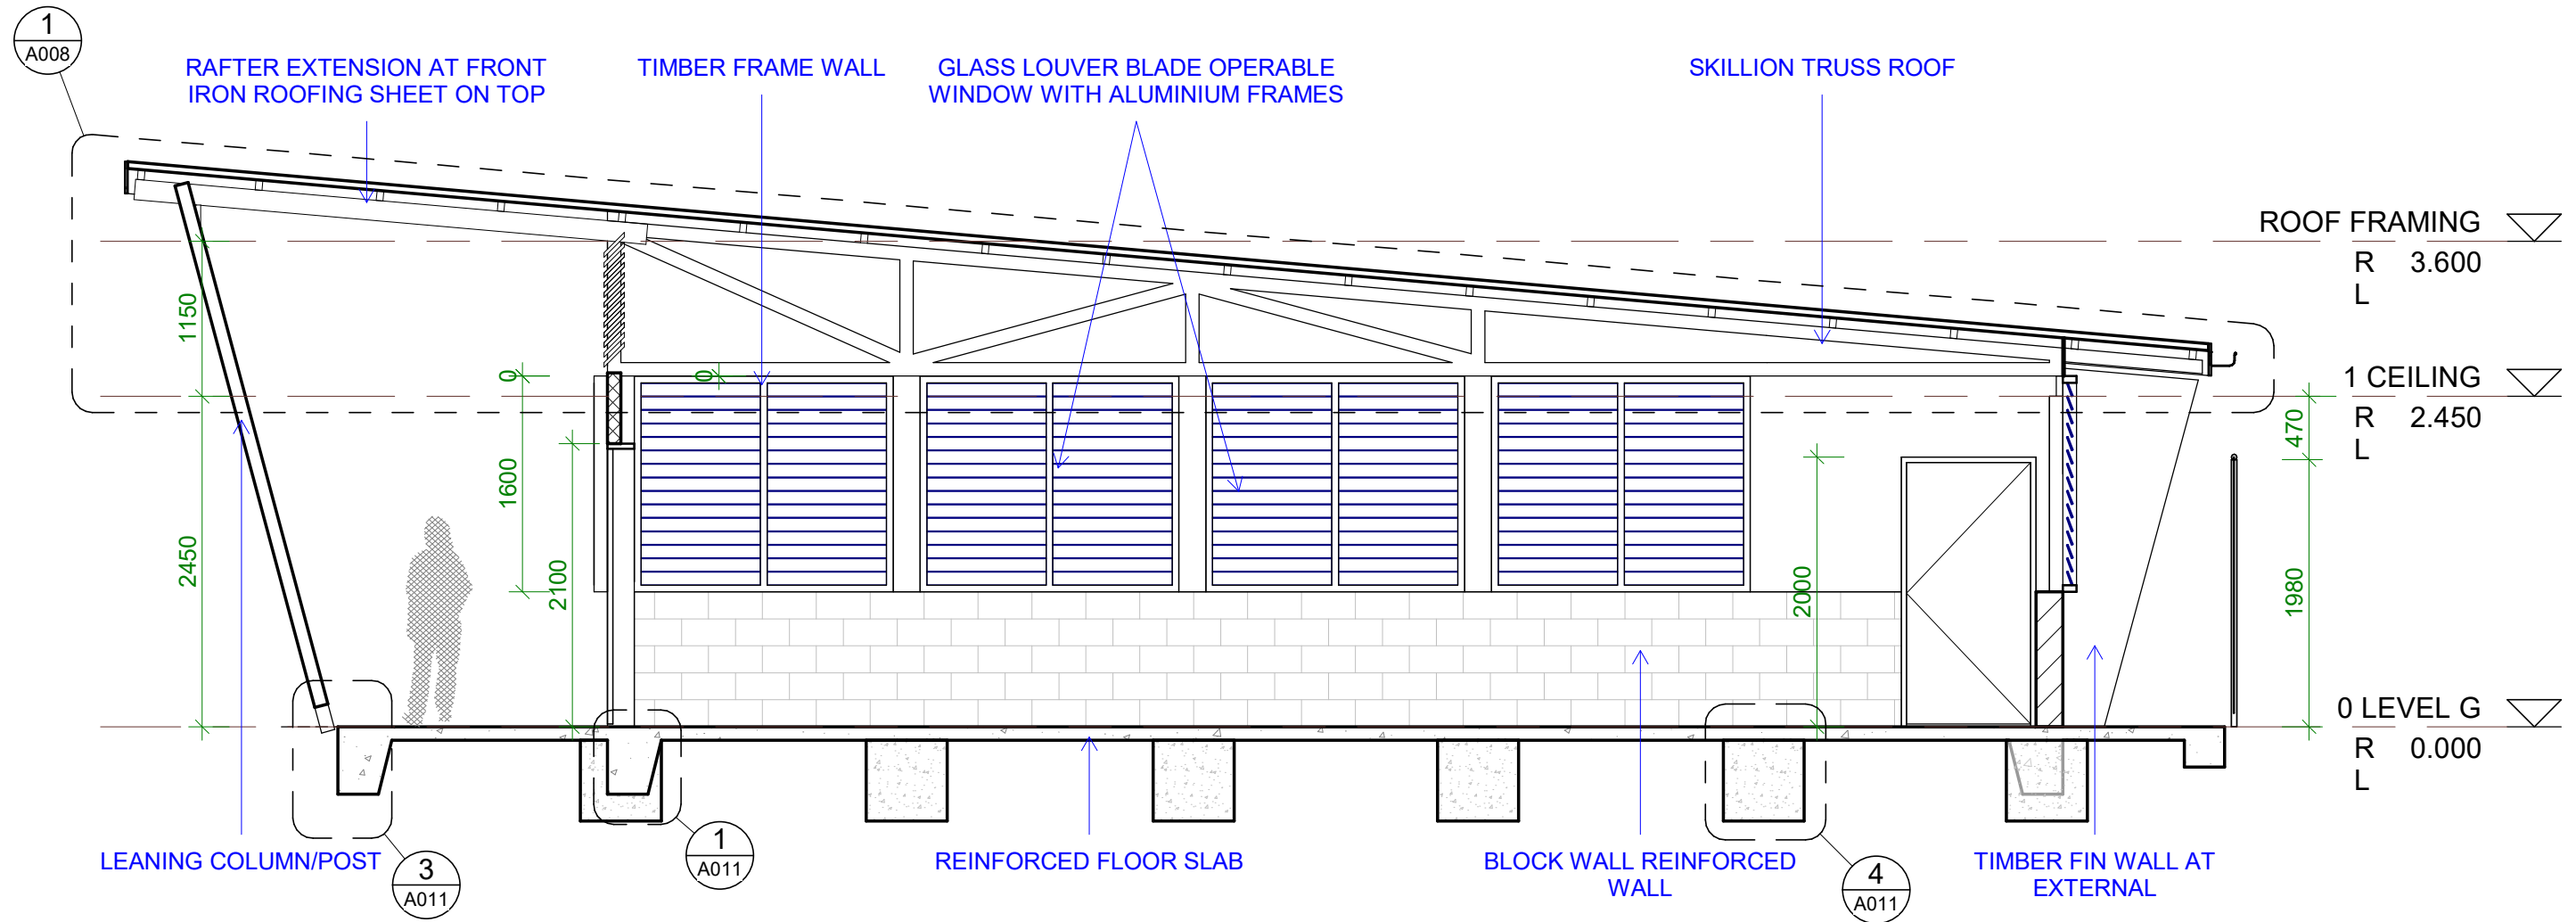 1
A008
RAFTER EXTENSION AT FRONT
IRON ROOFING SHEET ON TOP
TIMBER FRAME WALL
GLASS LOUVER BLADE OPERABLE
WINDOW WITH ALUMINIUM FRAMES
SKILLION TRUSS ROOF
ROOF FRAMING
R 3.600
L
1150
0
0
1 CEILING
R 2.450
L
470
1600
2450
2100
2000
1980
0 LEVEL G
R 0.000
L
LEANING COLUMN/POST
3
A011
1
A011
REINFORCED FLOOR SLAB
BLOCK WALL REINFORCED
WALL
4
A011
TIMBER FIN WALL AT
EXTERNAL